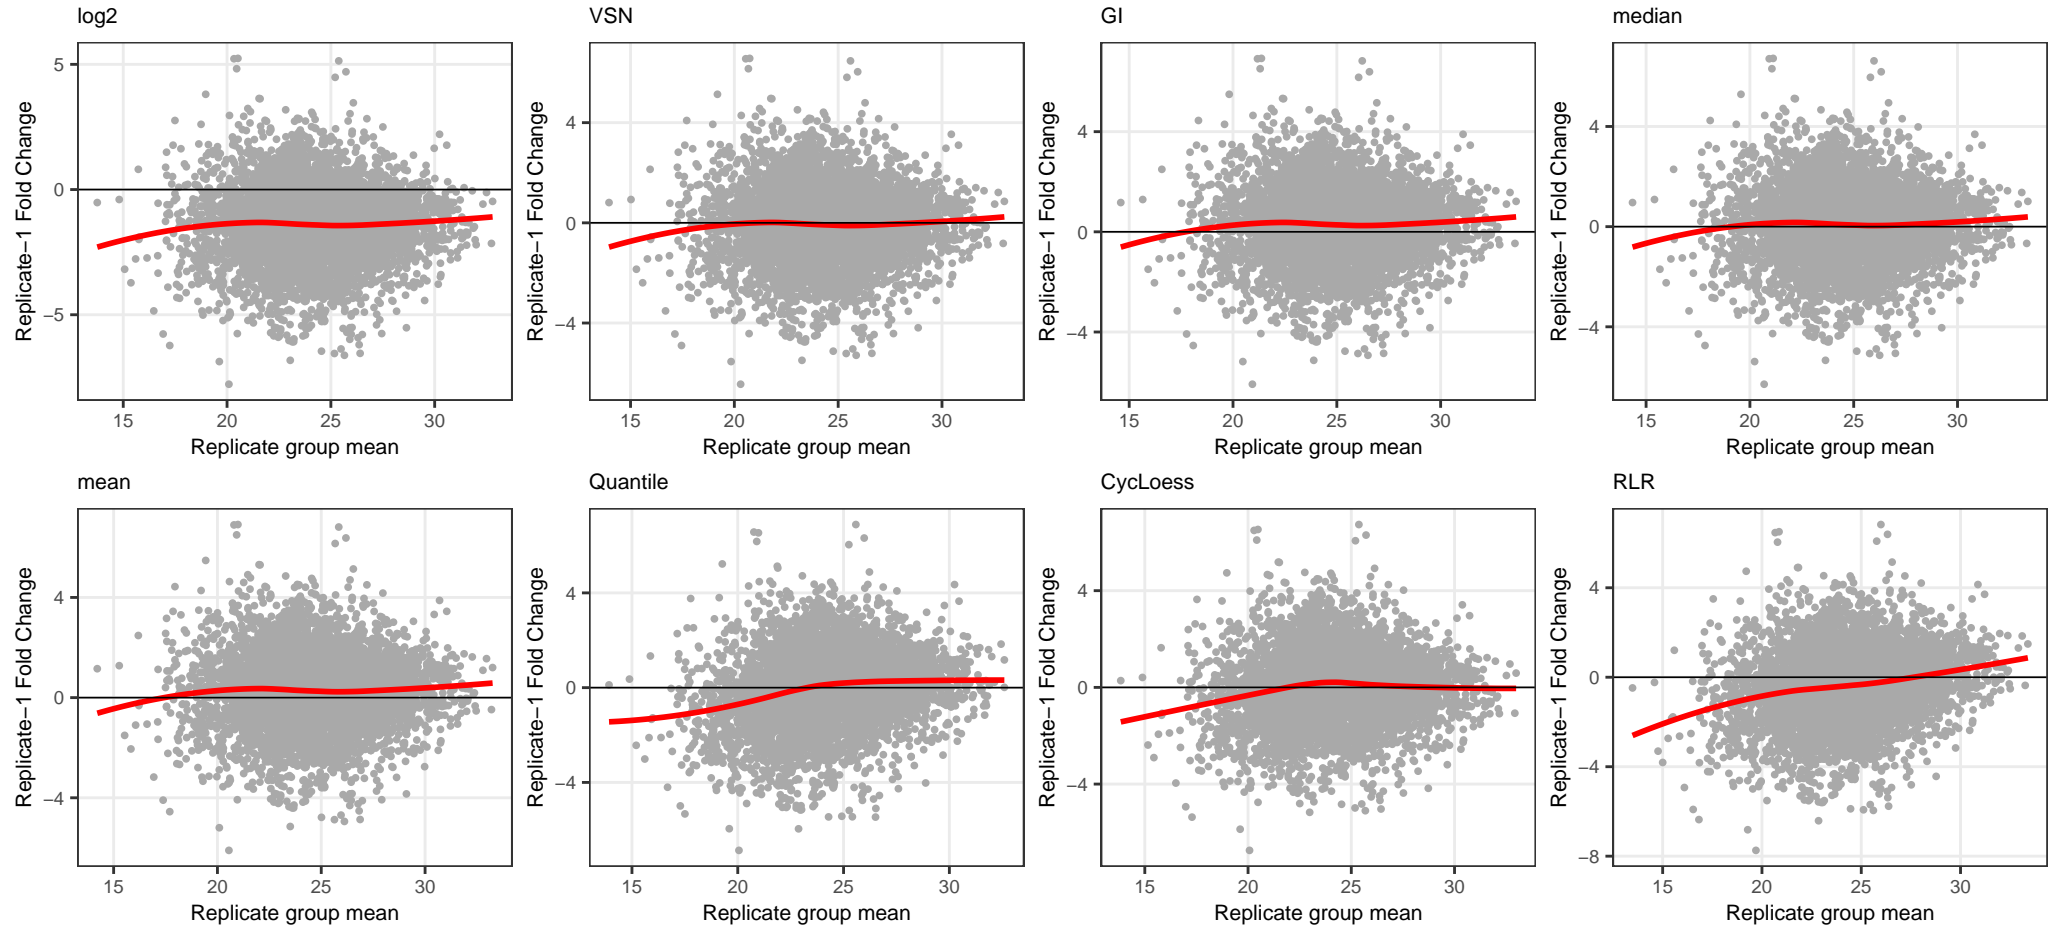 log2
VSN
GI
median
Replicate−1 Fold Change
5
0
−5
15 20 25 30
Replicate group mean
Replicate−1 Fold Change
4
0
−4
15 20 25 30
Replicate group mean
Replicate−1 Fold Change
4
0
−4
15 20 25 30
Replicate group mean
Replicate−1 Fold Change
4
0
−4
15 20 25 30
Replicate group mean
mean
Quantile
CycLoess
RLR
Replicate−1 Fold Change
4
0
−4
15 20 25 30
Replicate group mean
Replicate−1 Fold Change
4
0
−4
15 20 25 30
Replicate group mean
Replicate−1 Fold Change
4
0
−4
15 20 25 30
Replicate group mean
Replicate−1 Fold Change
4
0
−4
−8
15 20 25 30
Replicate group mean